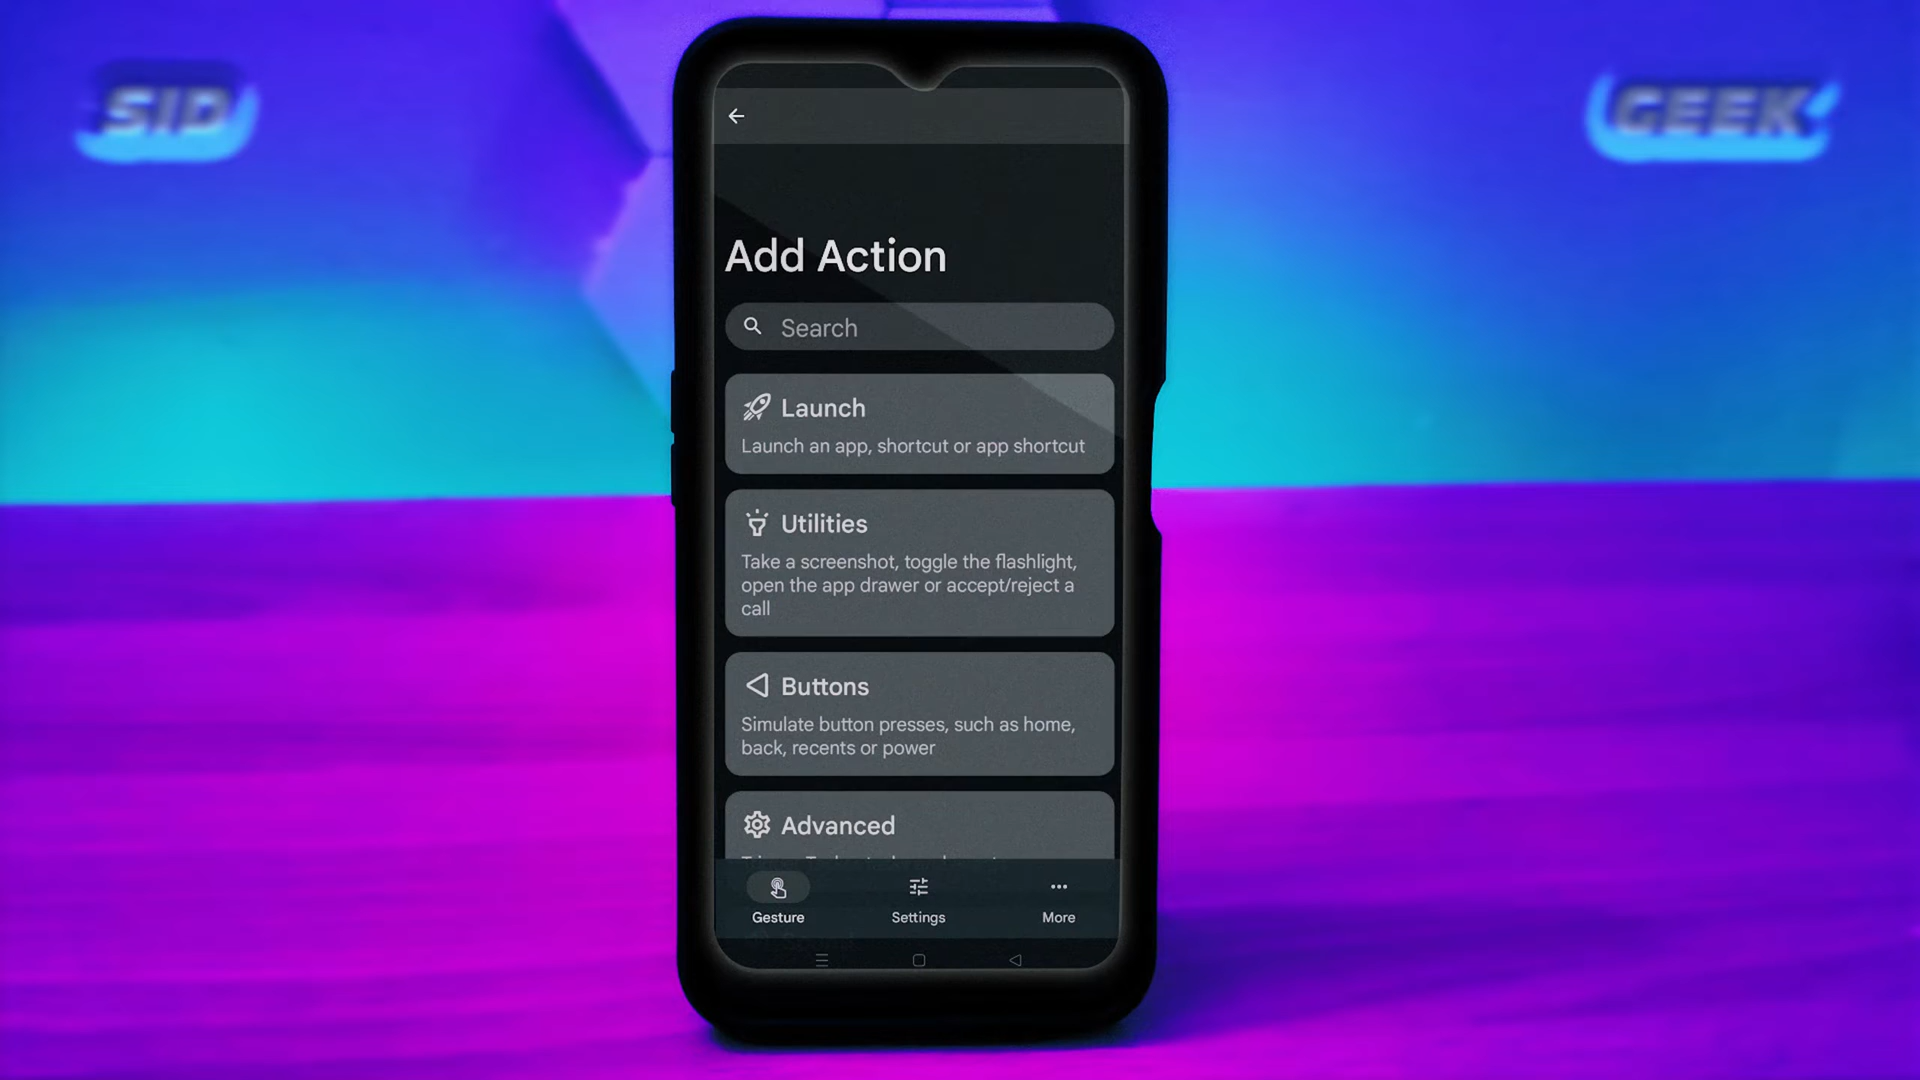 SID
GEEK
Add Action
Search
Launch
Launch an app, shortcut or app shortcut
Utilities
Take a screenshot, toggle the flashlight,
open the app drawer or accept/reject a
call
Buttons
Simulate button presses, such as home,
back, recents or power
Advanced
Gesture
Settings
More